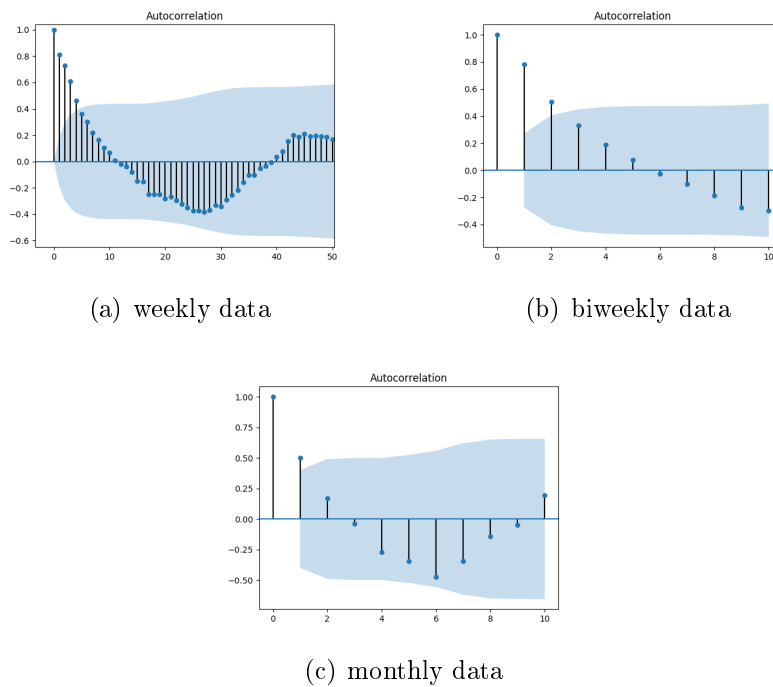 Autocorrelation
1.0
0.8
0.6
0.4
0.2
0.0
−0.2
−0.4
−0.6
0 10 20 30 40 50
(a) weekly data
Autocorrelation
1.0
0.8
0.6
0.4
0.2
0.0
−0.2
−0.4
0 2 4 6 8 10
(b) biweekly data
Autocorrelation
1.00
0.75
0.50
0.25
0.00
−0.25
−0.50
0 2 4 6 8 10
(c) monthly data